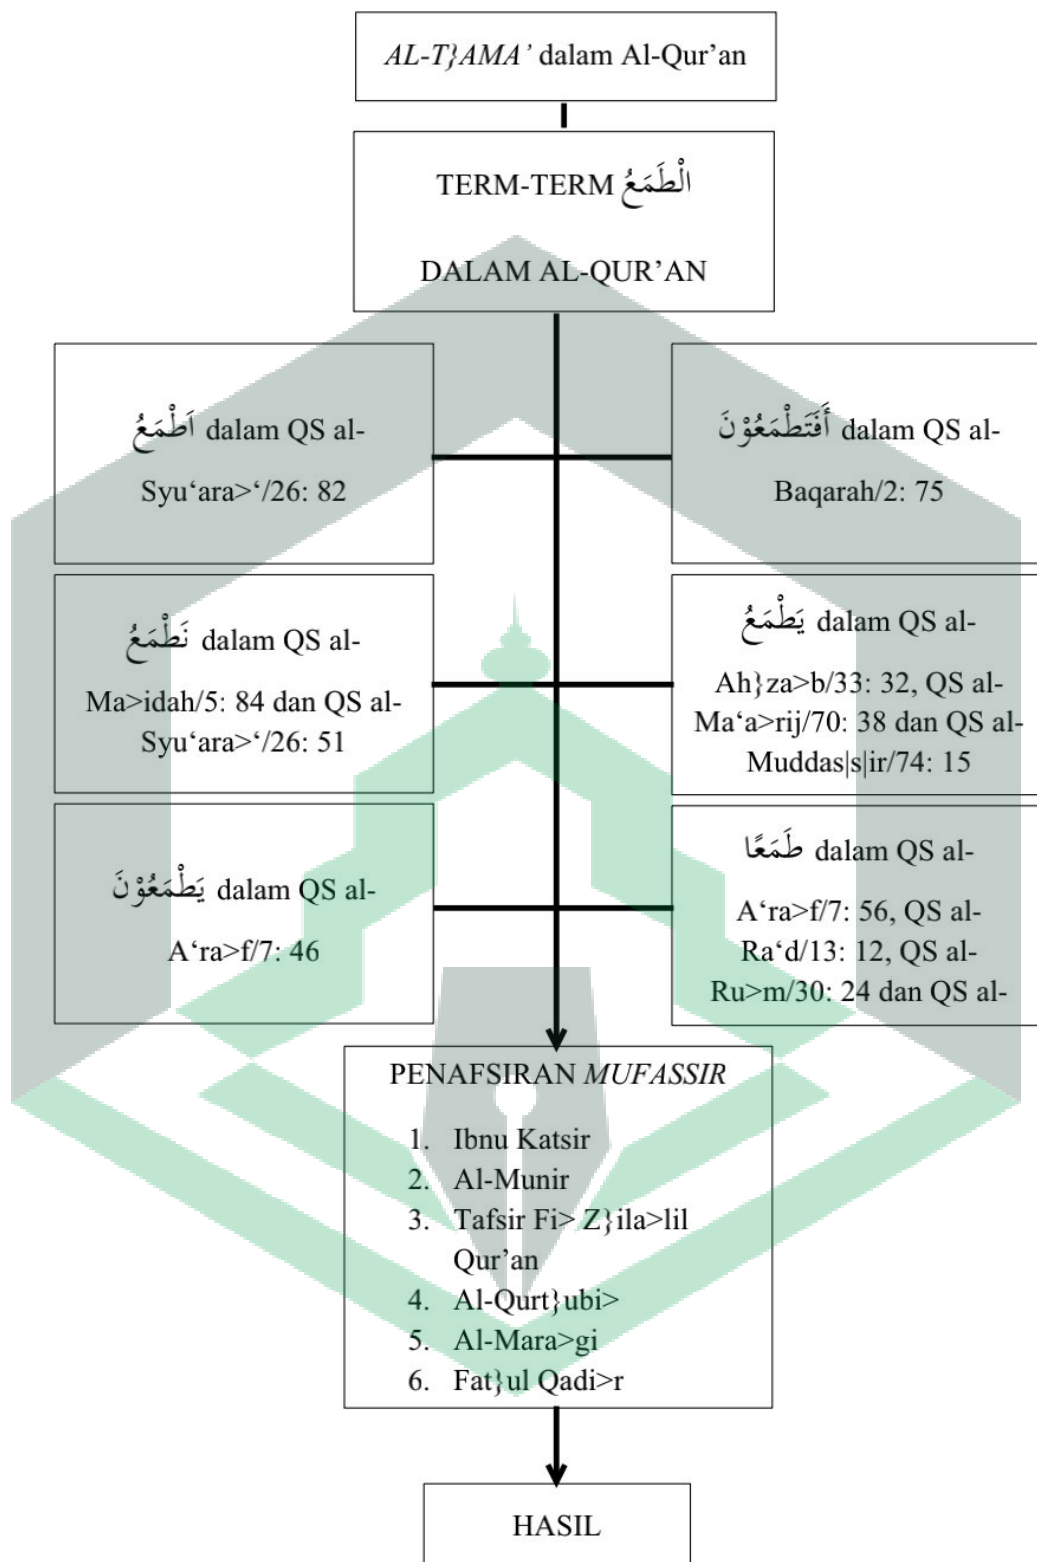 AL-T}AMA’ dalam Al-Qur’an
TERM-TERM الْطَمَعُ
DALAM AL-QUR’AN
اَطْمَعُ dalam QS al-
Syu‘ara>‘/26: 82
أَفَتَطْمَعُوْنَ dalam QS al-
Baqarah/2: 75
نَطْمَعُ dalam QS al-
Ma>idah/5: 84 dan QS al-
Syu‘ara>‘/26: 51
يَطْمَعُ dalam QS al-
Ah}za>b/33: 32, QS al-
Ma‘a>rij/70: 38 dan QS al-
Muddas|s|ir/74: 15
يَطْمَعُوْنَ dalam QS al-
A‘ra>f/7: 46
طَمَعًا dalam QS al-
A‘ra>f/7: 56, QS al-
Ra‘d/13: 12, QS al-
Ru>m/30: 24 dan QS al-
PENAFSIRAN MUFASSIR
1. Ibnu Katsir
2. Al-Munir
3. Tafsir Fi> Z}ila>lil
Qur’an
4. Al-Qurt}ubi>
5. Al-Mara>gi
6. Fat}ul Qadi>r
HASIL